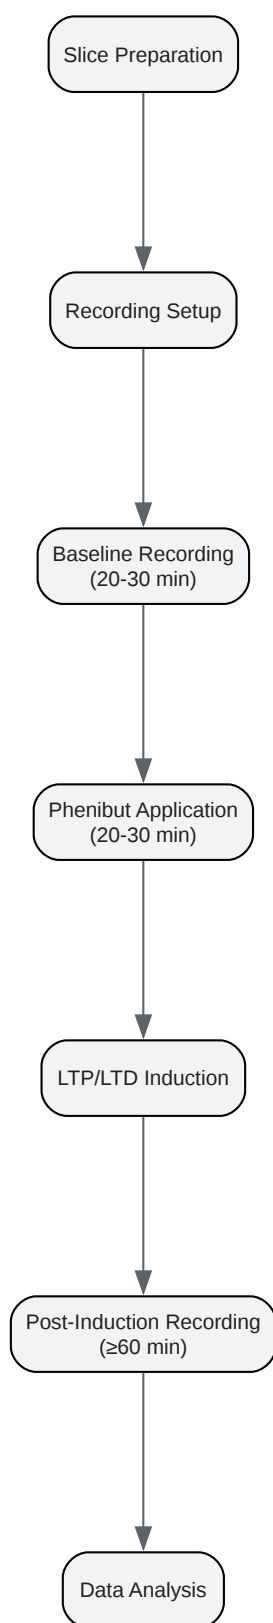 Slice Preparation
Recording Setup
Baseline Recording
(20-30 min)
Phenibut Application
(20-30 min)
LTP/LTD Induction
Post-Induction Recording
(≥60 min)
Data Analysis